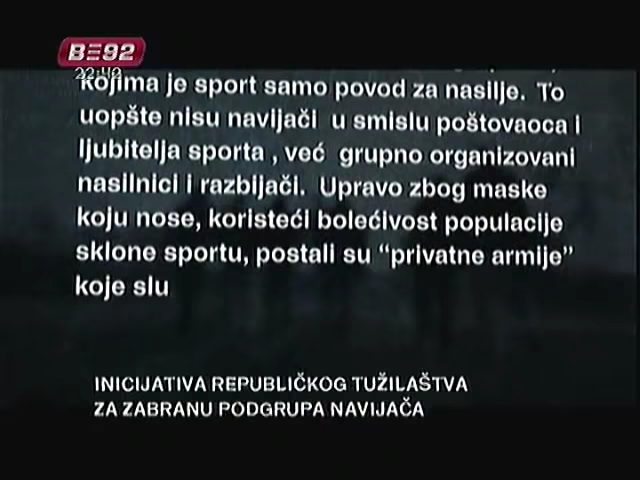 B92
22:42
kojima je sport samo povod za nasilje. To
uopšte nisu navijači u smislu poštovaoca i
ljubitelja sporta , već grupno organizovani
nasilnici i razbijači. Upravo zbog maske
koju nose, koristeći bolećivost populacije
sklone sportu, postali su “privatne armije”
koje slu
INICIJATIVA REPUBLIČKOG TUŽILAŠTVA
ZA ZABRANU PODGRUPA NAVIJAČA